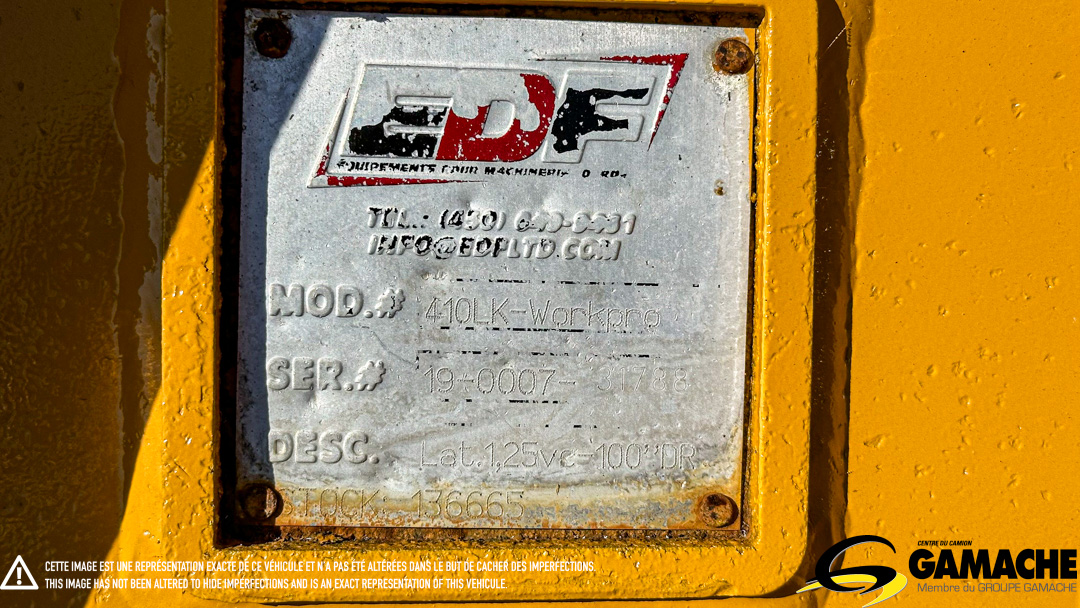 EDF
TEL.: (450)
INFO@EDFLTD.COM
MOD.# 410LK-Workpro
SER.# 19-0007- 31788
DESC. Lat.1,25vc-100"DR
STOCK: 136665
CETTE IMAGE EST UNE REPRÉSENTATION EXACTE DE CE VÉHICULE ET N'A PAS ÉTÉ ALTÉRÉES DANS LE BUT DE CACHER DES IMPERFECTIONS.
THIS IMAGE HAS NOT BEEN ALTERED TO HIDE IMPERFECTIONS AND IS AN EXACT REPRESENTATION OF THIS VEHICULE.
CENTRE DU CAMION
GAMACHE
Membre du GROUPE GAMACHE